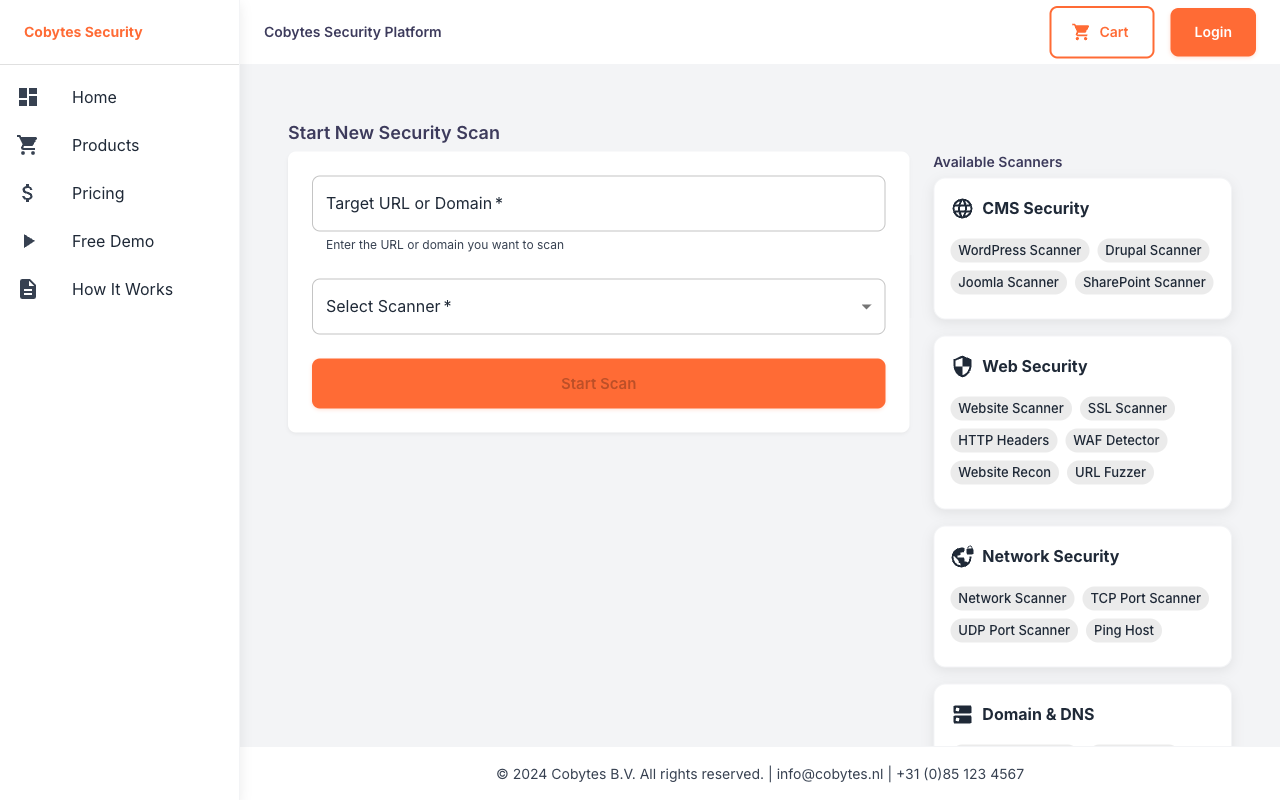 Cobytes Security
Cobytes Security Platform
Cart
Login
Home
Products
Pricing
Free Demo
How It Works
Start New Security Scan
Target URL or Domain *
Enter the URL or domain you want to scan
Select Scanner *
Start Scan
Available Scanners
CMS Security
WordPress Scanner Drupal Scanner
Joomla Scanner SharePoint Scanner
Web Security
Website Scanner SSL Scanner
HTTP Headers WAF Detector
Website Recon URL Fuzzer
Network Security
Network Scanner TCP Port Scanner
UDP Port Scanner Ping Host
Domain & DNS
© 2024 Cobytes B.V. All rights reserved. | info@cobytes.nl | +31 (0)85 123 4567